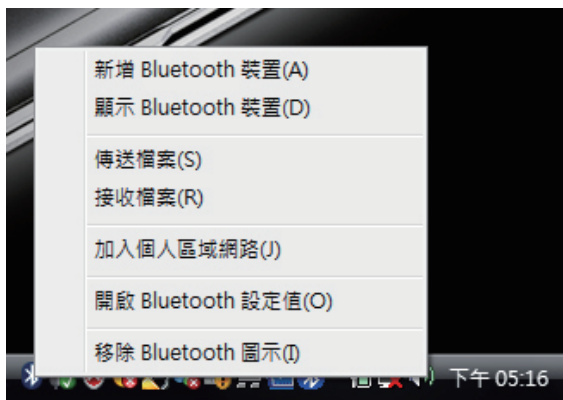 新增 Bluetooth 裝置(A)
顯示 Bluetooth 裝置(D)
傳送檔案(S)
接收檔案(R)
加入個人區域網路(J)
開啟 Bluetooth 設定值(O)
移除 Bluetooth 圖示(I)
下午 05:16